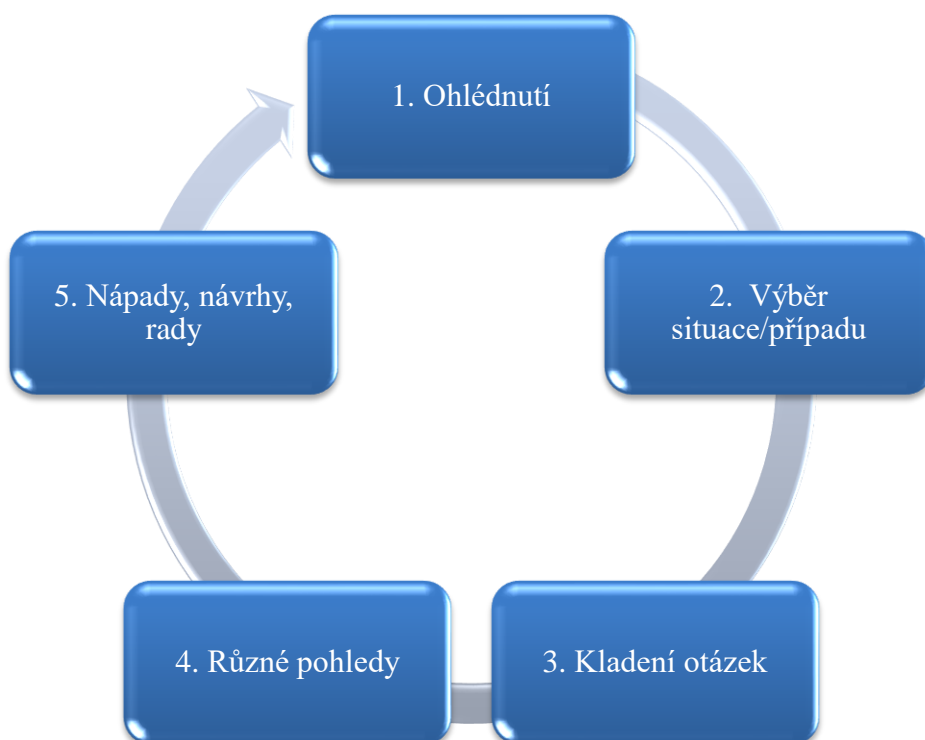 1. Ohlédnutí
2. Výběr
situace/případu
3. Kladení otázek
4. Různé pohledy
5. Nápady, návrhy,
rady